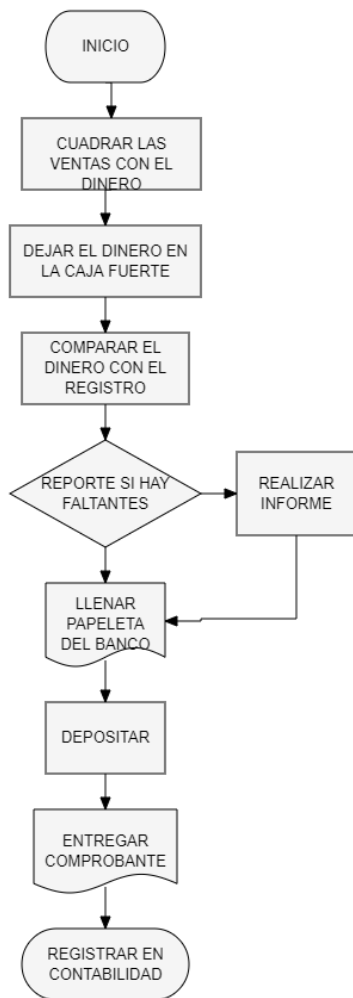 INICIO
CUADRAR LAS
VENTAS CON EL
DINERO
DEJAR EL DINERO EN
LA CAJA FUERTE
COMPARAR EL
DINERO CON EL
REGISTRO
REPORTE SI HAY
FALTANTES
REALIZAR
INFORME
LLENAR
PAPELETA
DEL BANCO
DEPOSITAR
ENTREGAR
COMPROBANTE
REGISTRAR EN
CONTABILIDAD